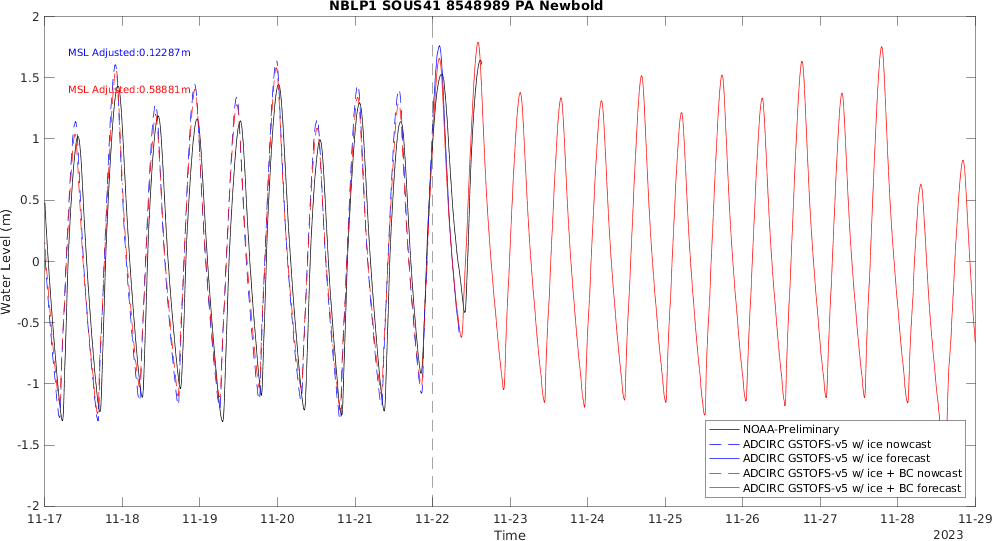 NBLP1 SOUS41 8548989 PA Newbold
MSL Adjusted:0.12287m
MSL Adjusted:0.58881m
Water Level (m)
2
1.5
1
0.5
0
-0.5
-1
-1.5
-2
NOAA-Preliminary
ADCIRC GSTOFS-v5 w/ ice nowcast
ADCIRC GSTOFS-v5 w/ ice forecast
ADCIRC GSTOFS-v5 w/ ice + BC nowcast
ADCIRC GSTOFS-v5 w/ ice + BC forecast
11-17 11-18 11-19 11-20 11-21 11-22 11-23 11-24 11-25 11-26 11-27 11-28 11-29
Time
2023